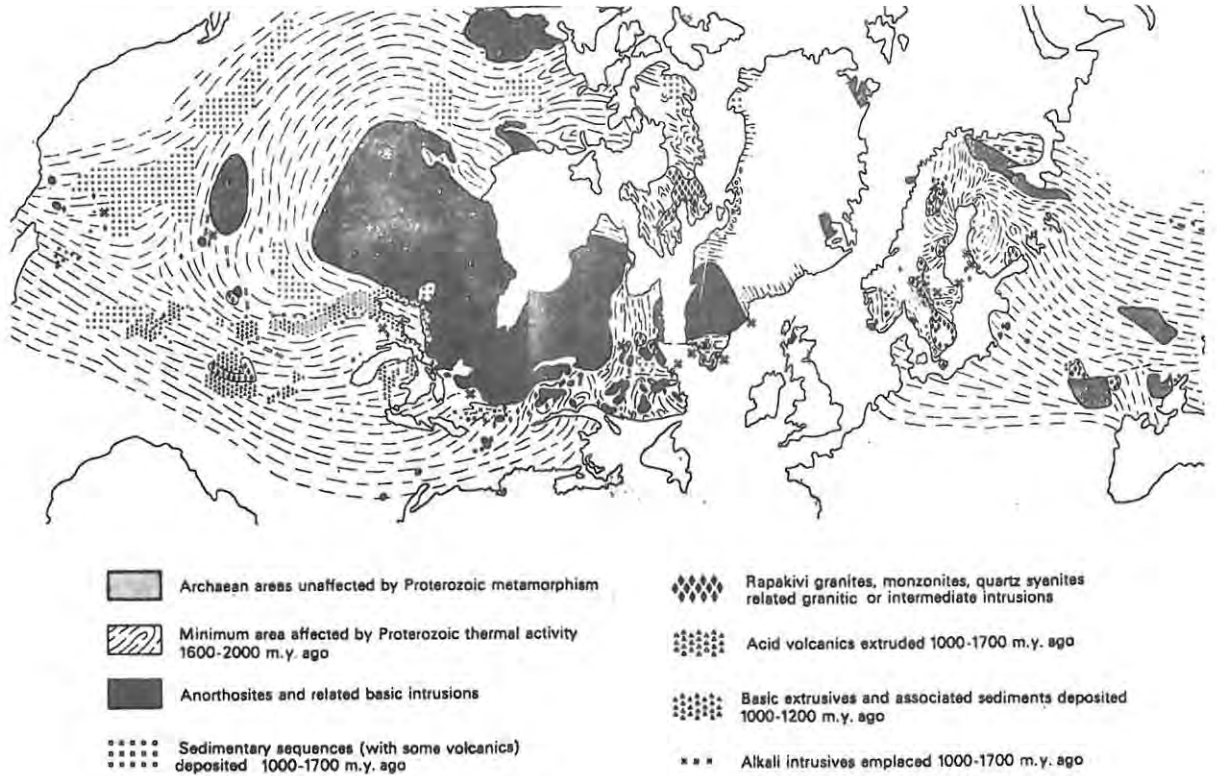 Archaean areas unaffected by Proterozoic metamorphism
Minimum area affected by Proterozoic thermal activity
1600-2000 m.y. ago
Anorthosites and related basic intrusions
Sedimentary sequences (with some volcanics)
deposited 1000-1700 m.y. ago
Rapakivi granites, monzonites, quartz syenites
related granitic or intermediate intrusions
Acid volcanics extruded 1000-1700 m.y. ago
Basic extrusives and associated sediments deposited
1000-1200 m.y. ago
Alkali intrusives emplaced 1000-1700 m.y. ago